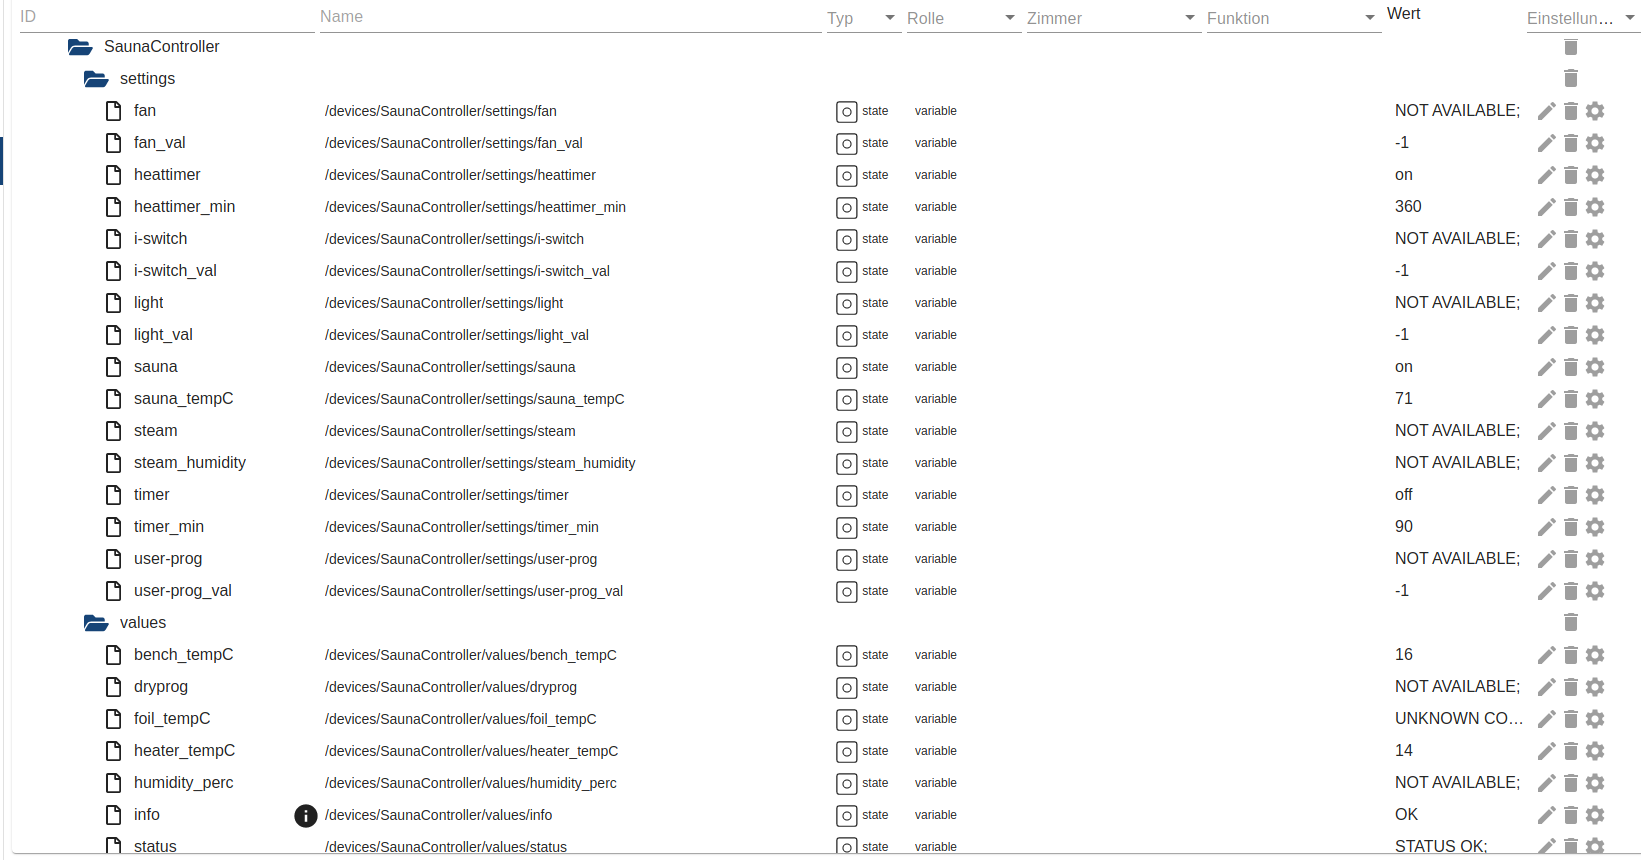 ID Name Typ Rolle Zimmer Funktion Wert Einstellun...
SaunaController
settings
fan /devices/SaunaController/settings/fan state variable NOT AVAILABLE;
fan_val /devices/SaunaController/settings/fan_val state variable -1
heattimer /devices/SaunaController/settings/heattimer state variable on
heattimer_min /devices/SaunaController/settings/heattimer_min state variable 360
i-switch /devices/SaunaController/settings/i-switch state variable NOT AVAILABLE;
i-switch_val /devices/SaunaController/settings/i-switch_val state variable -1
light /devices/SaunaController/settings/light state variable NOT AVAILABLE;
light_val /devices/SaunaController/settings/light_val state variable -1
sauna /devices/SaunaController/settings/sauna state variable on
sauna_tempC /devices/SaunaController/settings/sauna_tempC state variable 71
steam /devices/SaunaController/settings/steam state variable NOT AVAILABLE;
steam_humidity /devices/SaunaController/settings/steam_humidity state variable NOT AVAILABLE;
timer /devices/SaunaController/settings/timer state variable off
timer_min /devices/SaunaController/settings/timer_min state variable 90
user-prog /devices/SaunaController/settings/user-prog state variable NOT AVAILABLE;
user-prog_val /devices/SaunaController/settings/user-prog_val state variable -1
values
bench_tempC /devices/SaunaController/values/bench_tempC state variable 16
dryprog /devices/SaunaController/values/dryprog state variable NOT AVAILABLE;
foil_tempC /devices/SaunaController/values/foil_tempC state variable UNKNOWN CO...
heater_tempC /devices/SaunaController/values/heater_tempC state variable 14
humidity_perc /devices/SaunaController/values/humidity_perc state variable NOT AVAILABLE;
info /devices/SaunaController/values/info state variable OK
status /devices/SaunaController/values/status state variable STATUS OK;